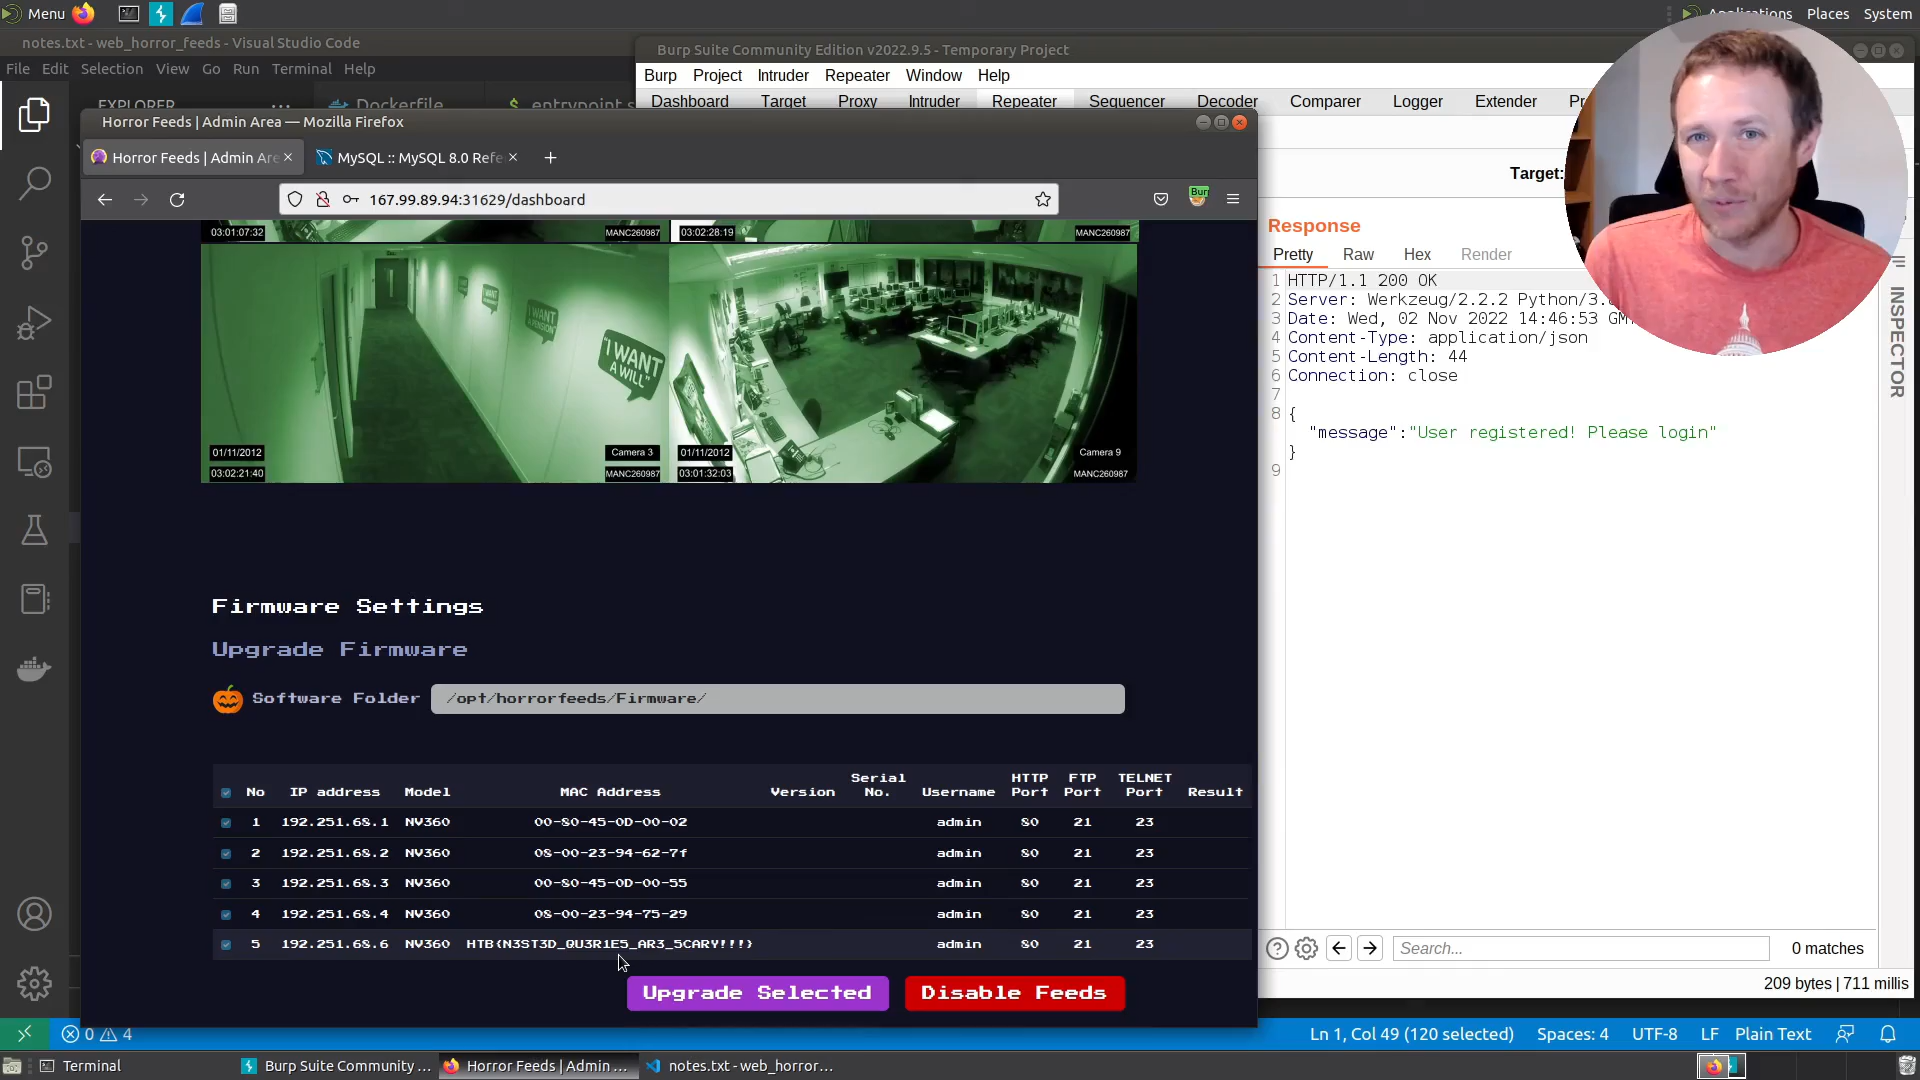 Menu
Applications Places System
notes.txt - web_horror_feeds - Visual Studio Code
File Edit Selection View Go Run Terminal Help
EXPLORER ...
Dockerfile
entrypoint.s
Burp Suite Community Edition v2022.9.5 - Temporary Project
Burp Project Intruder Repeater Window Help
Dashboard Target Proxy Intruder Repeater Sequencer Decoder Comparer Logger Extender
Horror Feeds | Admin Area — Mozilla Firefox
Horror Feeds | Admin Are
MySQL :: MySQL 8.0 Refe
167.99.89.94:31629/dashboard
Bur
03:01:07:32
MANC260987
03:02:28:19
MANC260987
I WANT A PENSION
"I WANT
A WILL"
01/11/2012
Camera 3
03:02:21:40
MANC260987
01/11/2012
Camera 9
03:01:32:03
MANC260987
Firmware Settings
Upgrade Firmware
Software Folder
/opt/horrorfeeds/Firmware/
No IP address Model MAC Address Version Serial No. Username HTTP Port FTP Port TELNET Port Result
1 192.251.68.1 NV360 00-80-45-0D-00-02 admin 80 21 23
2 192.251.68.2 NV360 08-00-23-94-62-7f admin 80 21 23
3 192.251.68.3 NV360 00-80-45-0D-00-55 admin 80 21 23
4 192.251.68.4 NV360 08-00-23-94-75-29 admin 80 21 23
5 192.251.68.6 NV360 HTB{N3ST3D_QU3R1E5_AR3_5CARY!!!} admin 80 21 23
Upgrade Selected
Disable Feeds
Target:
Response
Pretty Raw Hex Render
1 HTTP/1.1 200 OK
2 Server: Werkzeug/2.2.2 Python/3.
3 Date: Wed, 02 Nov 2022 14:46:53 GM
4 Content-Type: application/json
5 Content-Length: 44
6 Connection: close
7
8 {
"message":"User registered! Please login"
}
9
INSPECTOR
Search...
0 matches
209 bytes | 711 millis
0 4
Ln 1, Col 49 (120 selected) Spaces: 4 UTF-8 LF Plain Text
Terminal
Burp Suite Community ...
Horror Feeds | Admin ...
notes.txt - web_horror...